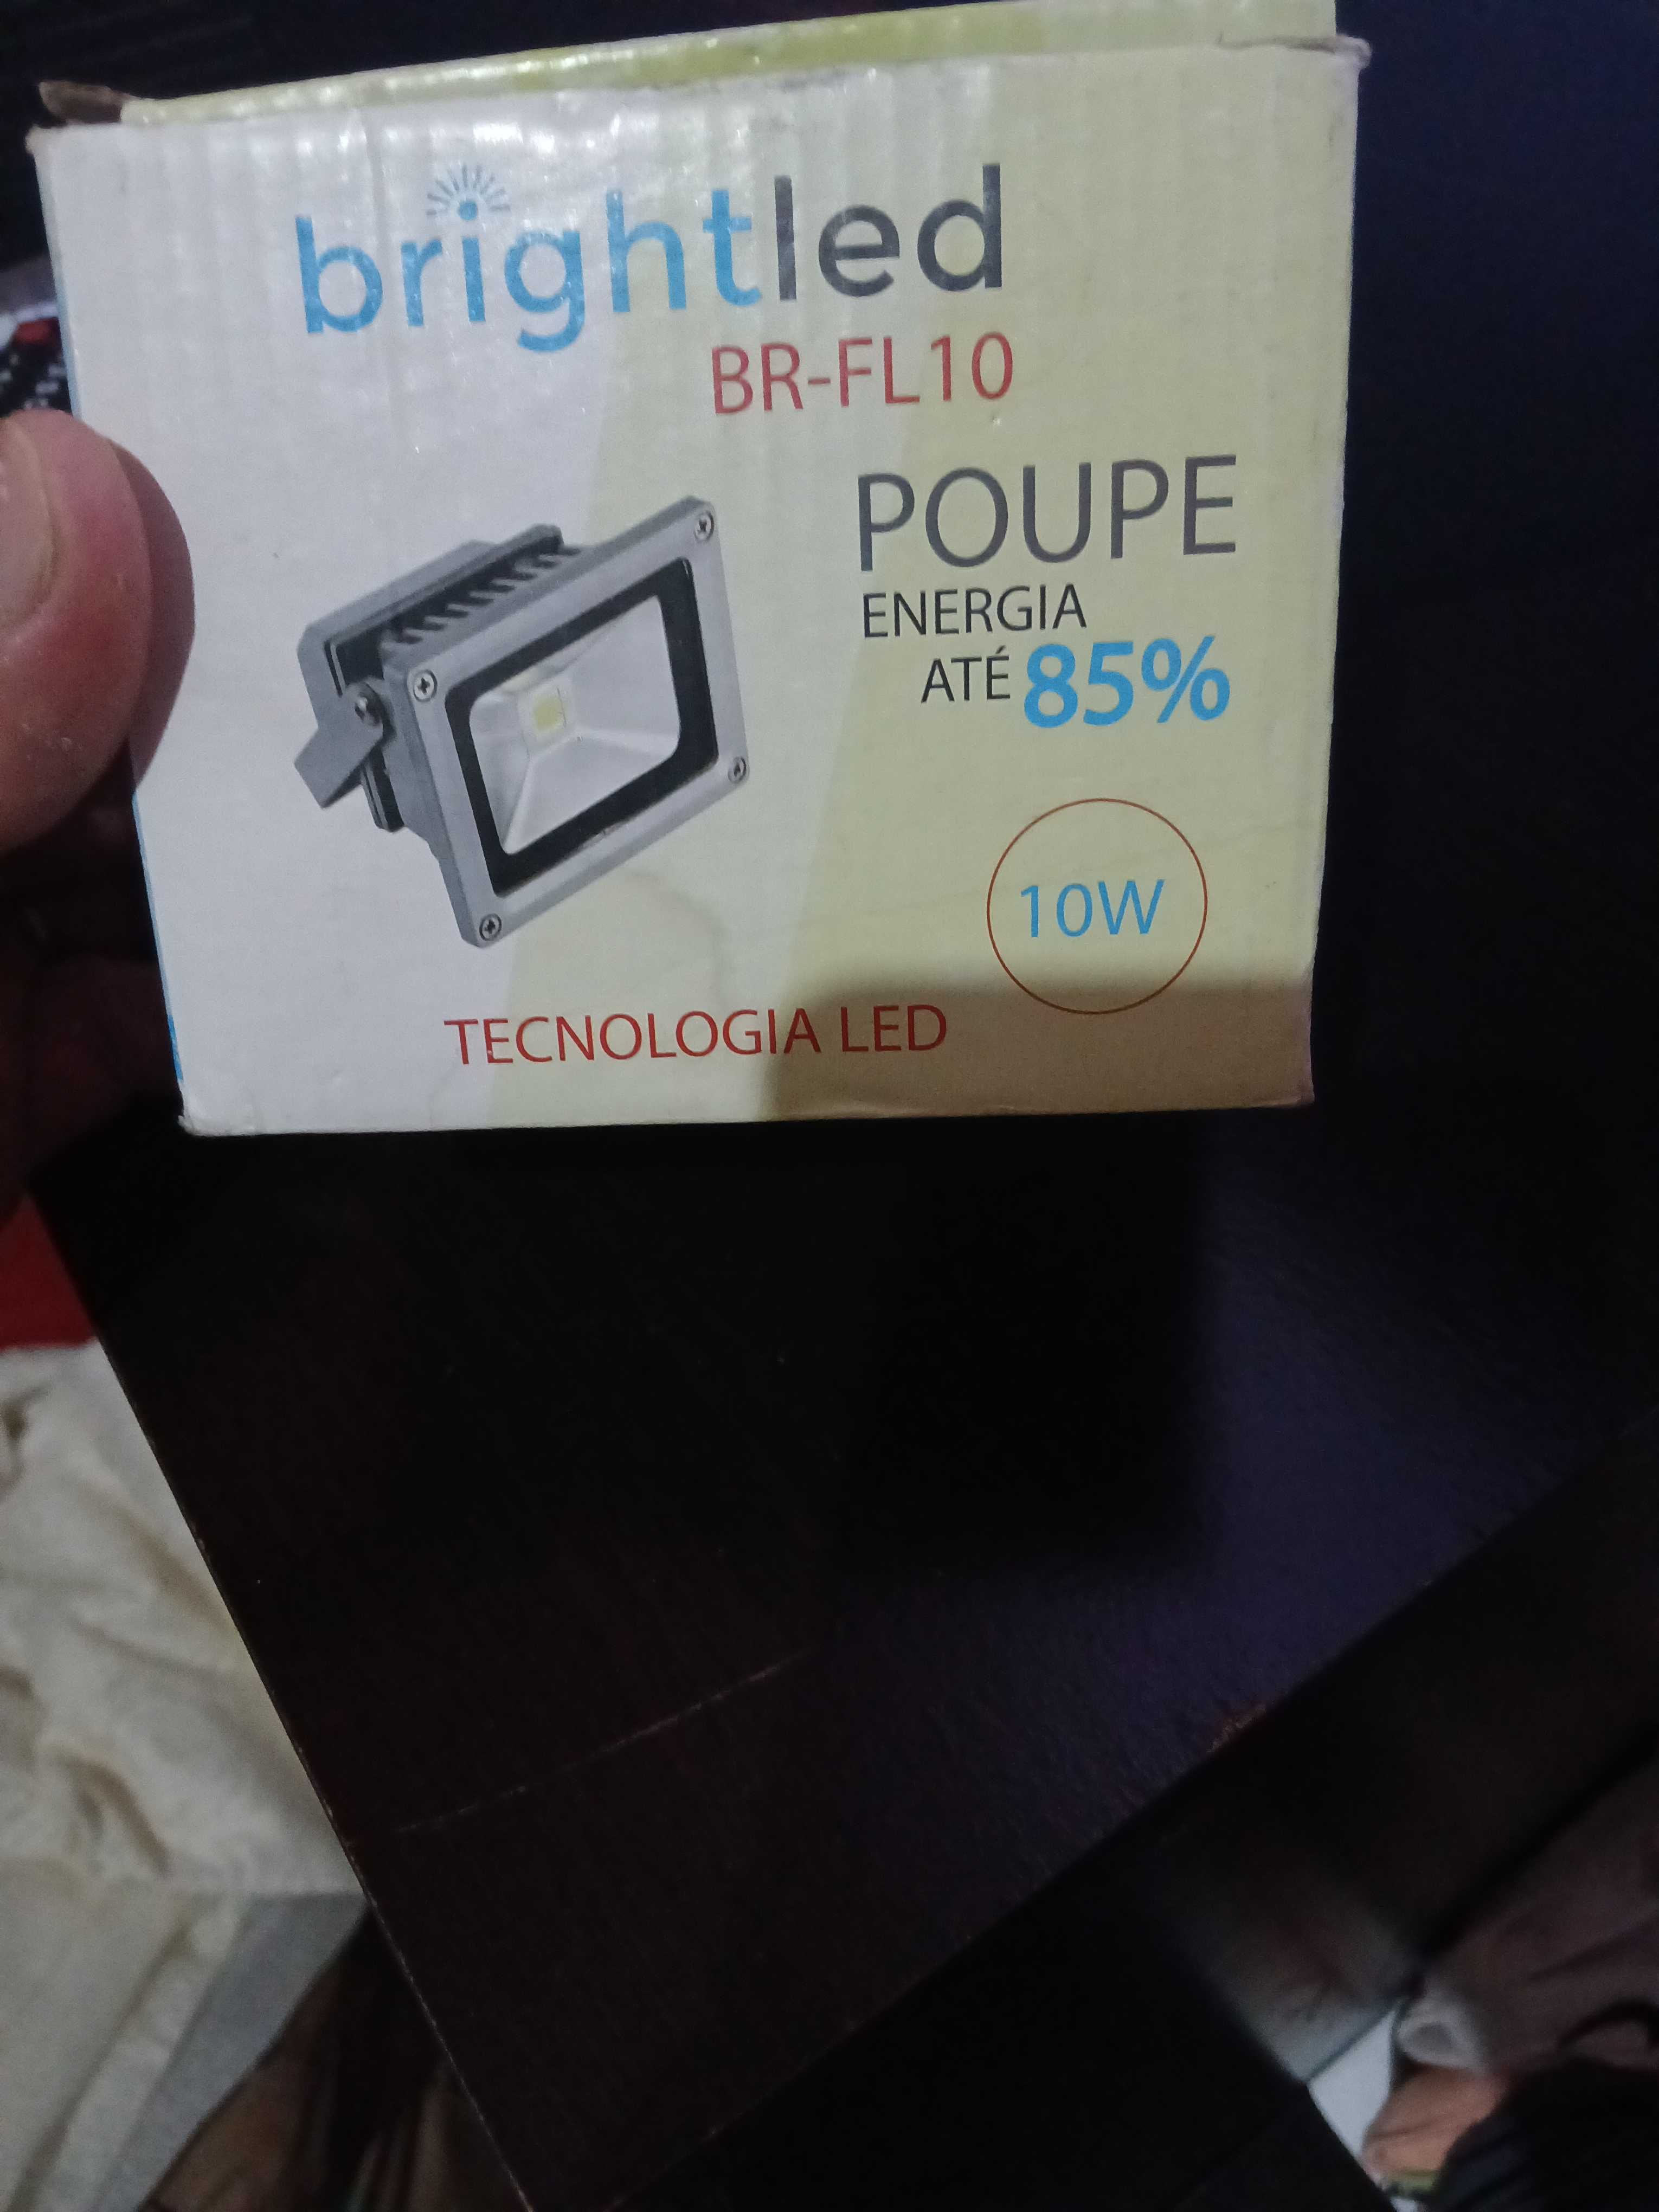 brightled
BR-FL10
POUPE
ENERGIA
ATÉ 85%
10W
TECNOLOGIA LED